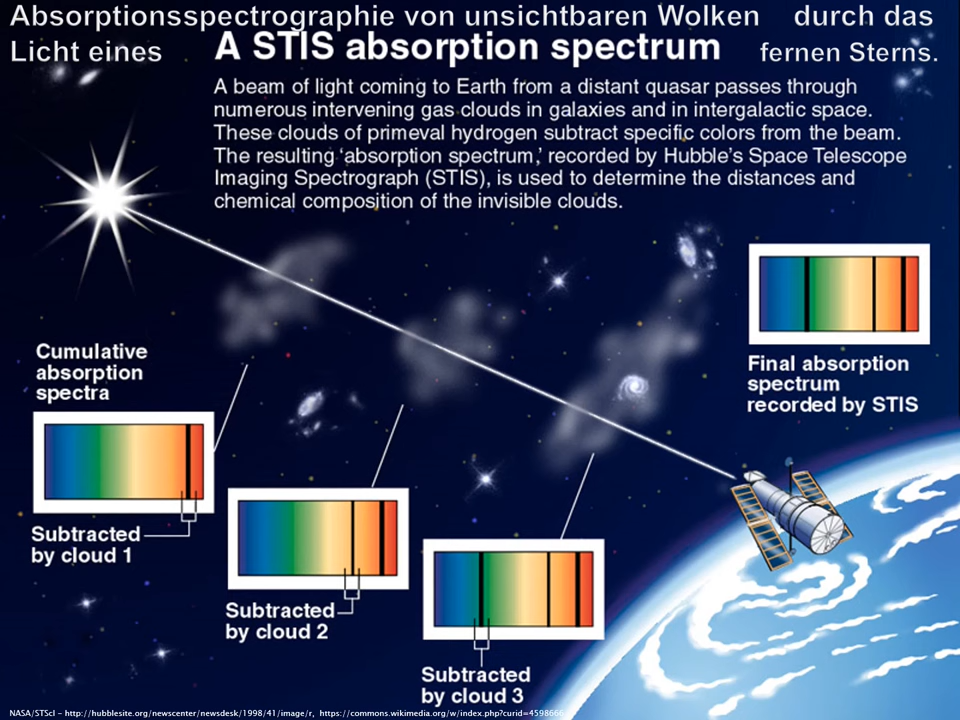 Absorptionsspectrographie von unsichtbaren Wolken durch das
Licht eines fernen Sterns.
A STIS absorption spectrum
A beam of light coming to Earth from a distant quasar passes through
numerous intervening gas clouds in galaxies and in intergalactic space.
These clouds of primeval hydrogen subtract specific colors from the beam.
The resulting ‘absorption spectrum,’ recorded by Hubble’s Space Telescope
Imaging Spectrograph (STIS), is used to determine the distances and
chemical composition of the invisible clouds.
Cumulative
absorption
spectra
Subtracted
by cloud 1
Subtracted
by cloud 2
Subtracted
by cloud 3
Final absorption
spectrum
recorded by STIS
NASA/STScI – http://hubblesite.org/newscenter/newsdesk/1998/41/image/r, https://commons.wikimedia.org/w/index.php?curid=4598666